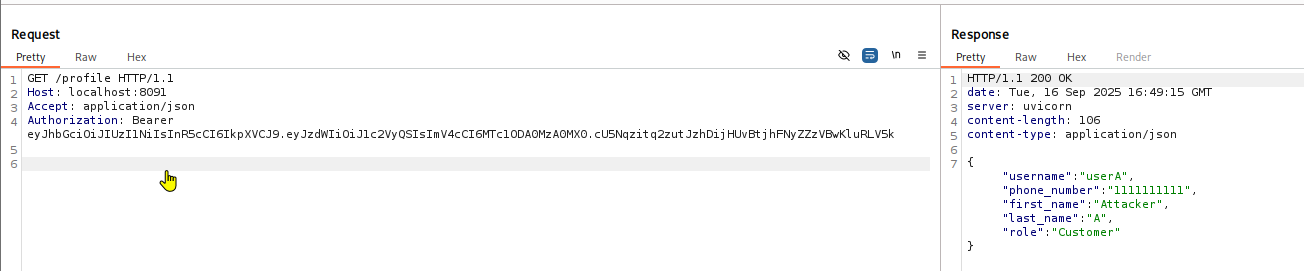 Request
Pretty Raw Hex \n
1 GET /profile HTTP/1.1
2 Host: localhost:8091
3 Accept: application/json
4 Authorization: Bearer
eyJhbGciOiJIUzI1NiIsInR5cCI6IkpXVCJ9.eyJzdWIiOiJ1c2VyQSIsImV4cCI6MTc1ODA0MzA0MX0.cU5Nqzitq2zutJzhDijHUvBtjhFNyZZzVBwKluRLV5k
5
6
Response
Pretty Raw Hex Render
1 HTTP/1.1 200 OK
2 date: Tue, 16 Sep 2025 16:49:15 GMT
3 server: uvicorn
4 content-length: 106
5 content-type: application/json
6
7 {
"username":"userA",
"phone_number":"1111111111",
"first_name":"Attacker",
"last_name":"A",
"role":"Customer"
}